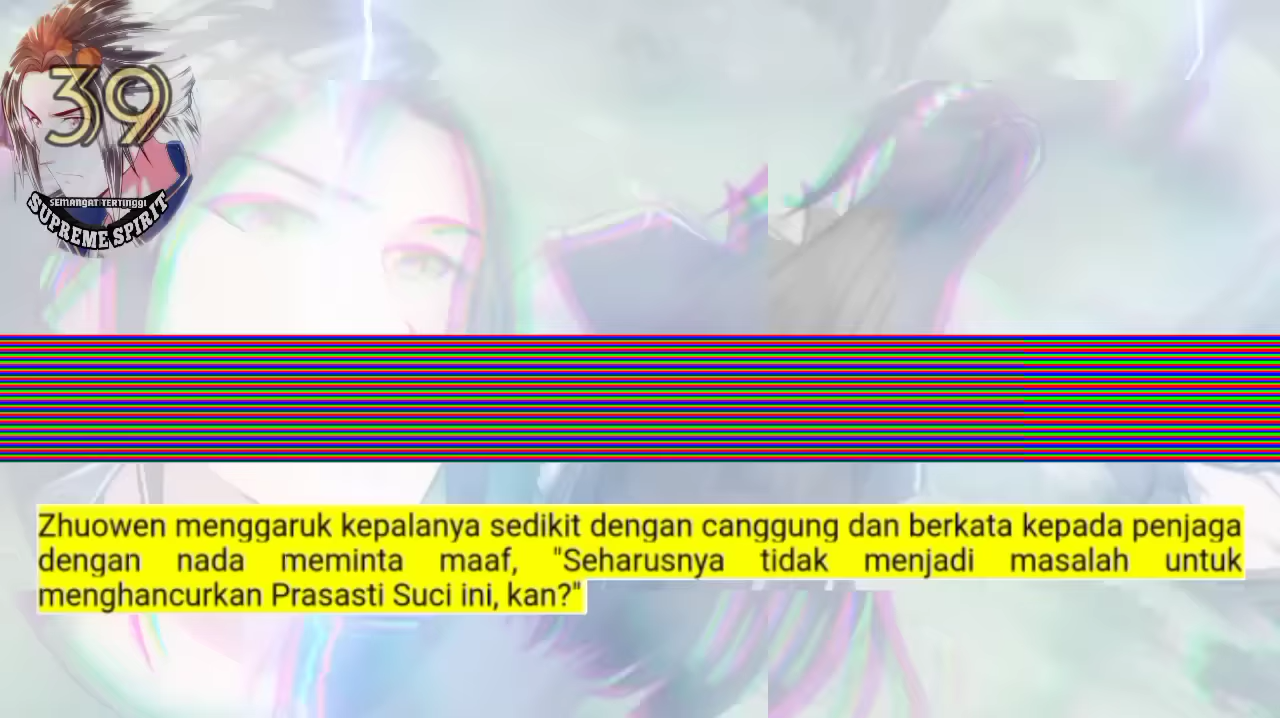 39
SEMANGAT TERTINGGI
SUPREME SPIRIT
Zhuowen menggaruk kepalanya sedikit dengan canggung dan berkata kepada penjaga
dengan nada meminta maaf, "Seharusnya tidak menjadi masalah untuk
menghancurkan Prasasti Suci ini, kan?"